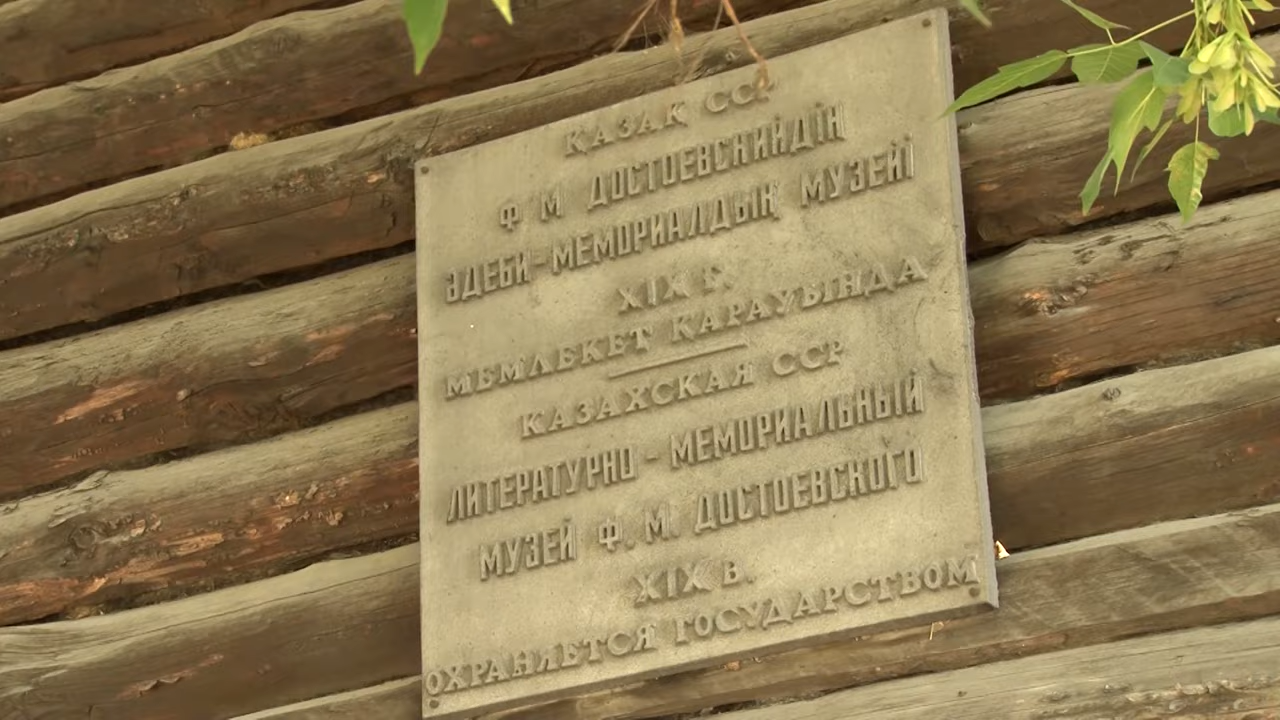 ҚАЗАҚ ССР
Ф М ДОСТОЕВСКИЙДІҢ
ӘДЕБИ-МЕМОРИАЛДЫҚ МУЗЕЙІ
XIX Ғ.
МЕМЛЕКЕТ ҚАРАУЫНДА
КАЗАХСКАЯ ССР
ЛИТЕРАТУРНО - МЕМОРИАЛЬНЫЙ
МУЗЕЙ Ф. М. ДОСТОЕВСКОГО
XIX В.
ОХРАНЯЕТСЯ ГОСУДАРСТВОМ